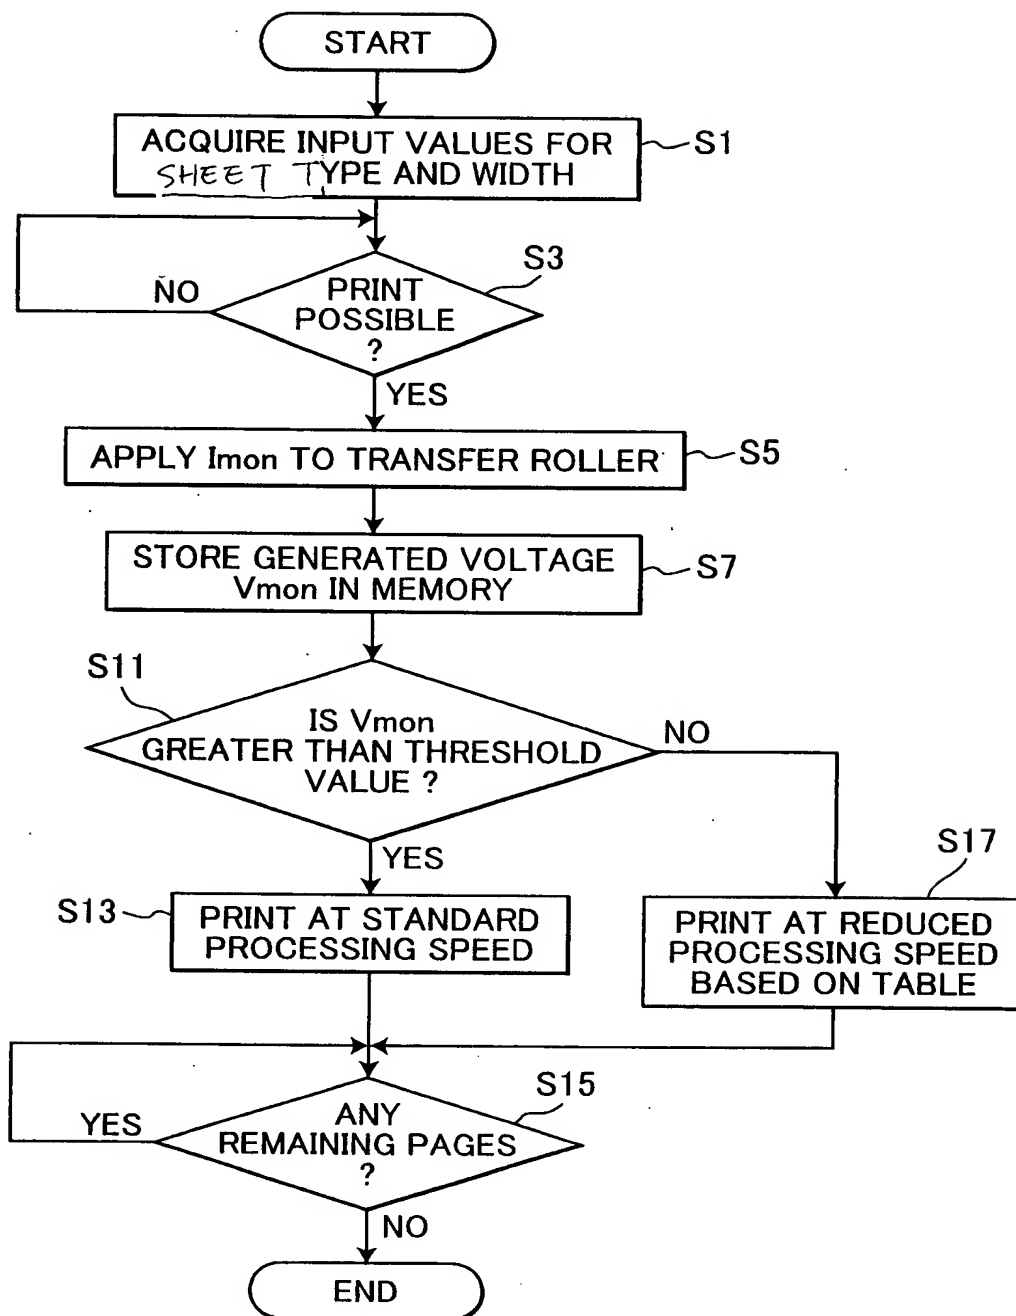 START
ACQUIRE INPUT VALUES FOR
SHEET TYPE AND WIDTH
S1
S3
PRINT
POSSIBLE
?
NO
YES
APPLY Imon TO TRANSFER ROLLER
S5
STORE GENERATED VOLTAGE
Vmon IN MEMORY
S7
S11
IS Vmon
GREATER THAN THRESHOLD
VALUE ?
NO
YES
S13
PRINT AT STANDARD
PROCESSING SPEED
S17
PRINT AT REDUCED
PROCESSING SPEED
BASED ON TABLE
S15
ANY
REMAINING PAGES
?
YES
NO
END